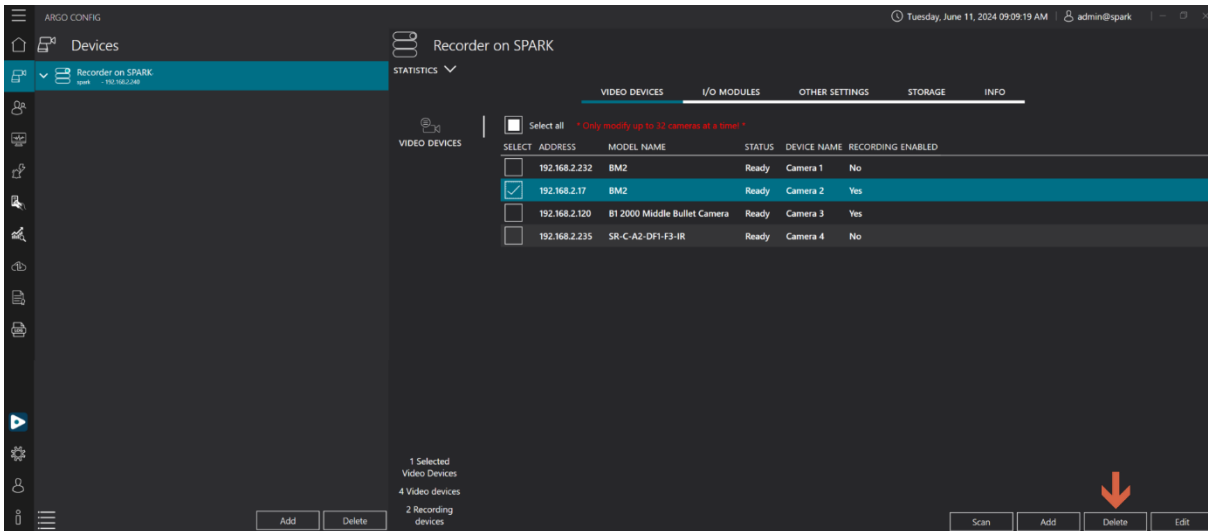 ARGO CONFIG
Tuesday, June 11, 2024 09:09:19 AM
admin@spark
Devices
Recorder on SPARK
spark - 192.168.2.240
Add
Delete
Recorder on SPARK
STATISTICS
VIDEO DEVICES I/O MODULES OTHER SETTINGS STORAGE INFO
VIDEO DEVICES
Select all * Only modify up to 32 cameras at a time! *
SELECT ADDRESS MODEL NAME STATUS DEVICE NAME RECORDING ENABLED
192.168.2.232 BM2 Ready Camera 1 No
192.168.2.17 BM2 Ready Camera 2 Yes
192.168.2.120 B1 2000 Middle Bullet Camera Ready Camera 3 Yes
192.168.2.235 SR-C-A2-DF1-F3-IR Ready Camera 4 No
1 Selected
Video Devices
4 Video devices
2 Recording
devices
Scan Add Delete Edit